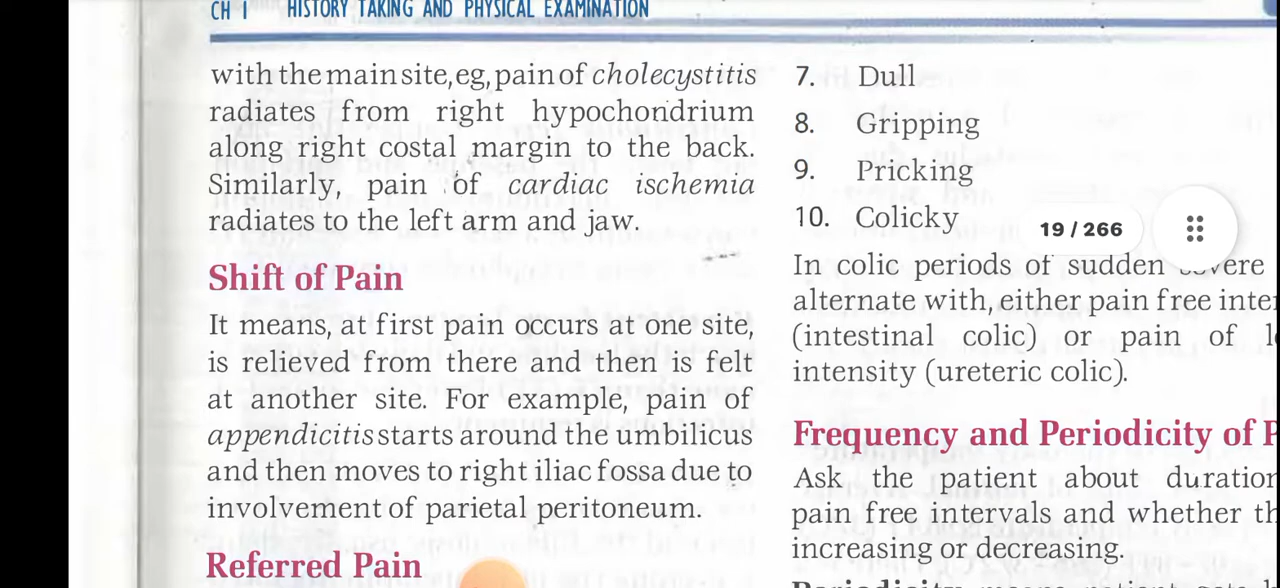 CH 1 HISTORY TAKING AND PHYSICAL EXAMINATION
with the main site, eg, pain of cholecystitis
radiates from right hypochondrium
along right costal margin to the back.
Similarly, pain of cardiac ischemia
radiates to the left arm and jaw.
Shift of Pain
It means, at first pain occurs at one site,
is relieved from there and then is felt
at another site. For example, pain of
appendicitis starts around the umbilicus
and then moves to right iliac fossa due to
involvement of parietal peritoneum.
Referred Pain
7. Dull
8. Gripping
9. Pricking
10. Colicky
19 / 266
In colic periods of sudden
alternate with, either pain free
(intestinal colic) or pain of
intensity (ureteric colic).
Frequency and Periodicity of
Ask the patient about
pain free intervals and whether
increasing or decreasing.